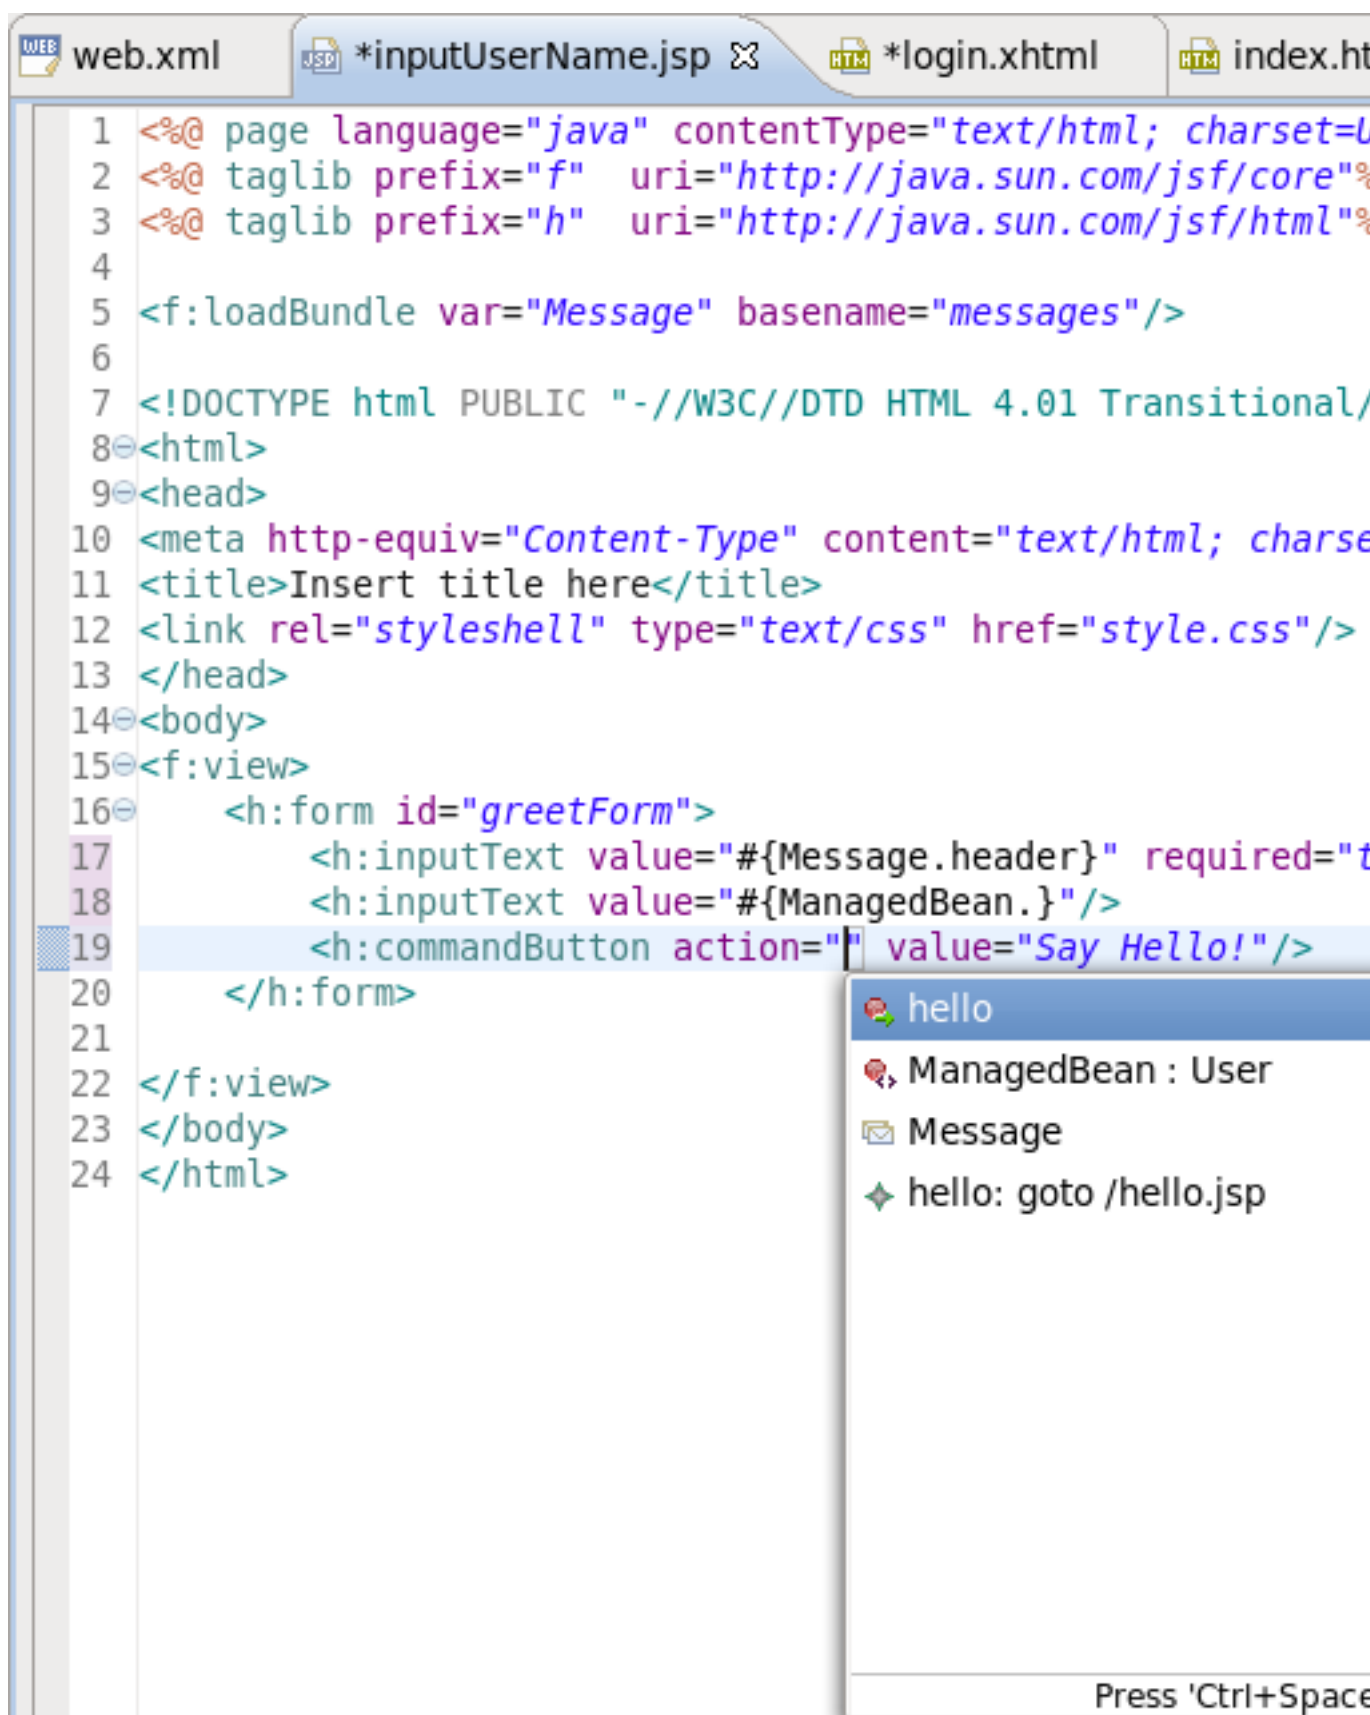 web.xml *inputUserName.jsp *login.xhtml index.ht
1 <%@ page language="java" contentType="text/html; charset=U
2 <%@ taglib prefix="f"  uri="http://java.sun.com/jsf/core"%
3 <%@ taglib prefix="h"  uri="http://java.sun.com/jsf/html"%
4
5 <f:loadBundle var="Message" basename="messages"/>
6
7 <!DOCTYPE html PUBLIC "-//W3C//DTD HTML 4.01 Transitional/
8 <html>
9 <head>
10 <meta http-equiv="Content-Type" content="text/html; charse
11 <title>Insert title here</title>
12 <link rel="styleshell" type="text/css" href="style.css"/>
13 </head>
14 <body>
15 <f:view>
16     <h:form id="greetForm">
17         <h:inputText value="#{Message.header}" required="t
18         <h:inputText value="#{ManagedBean.}"/>
19         <h:commandButton action="" value="Say Hello!"/>
20     </h:form>
21
22 </f:view>
23 </body>
24 </html>
hello
ManagedBean : User
Message
hello: goto /hello.jsp
Press 'Ctrl+Space